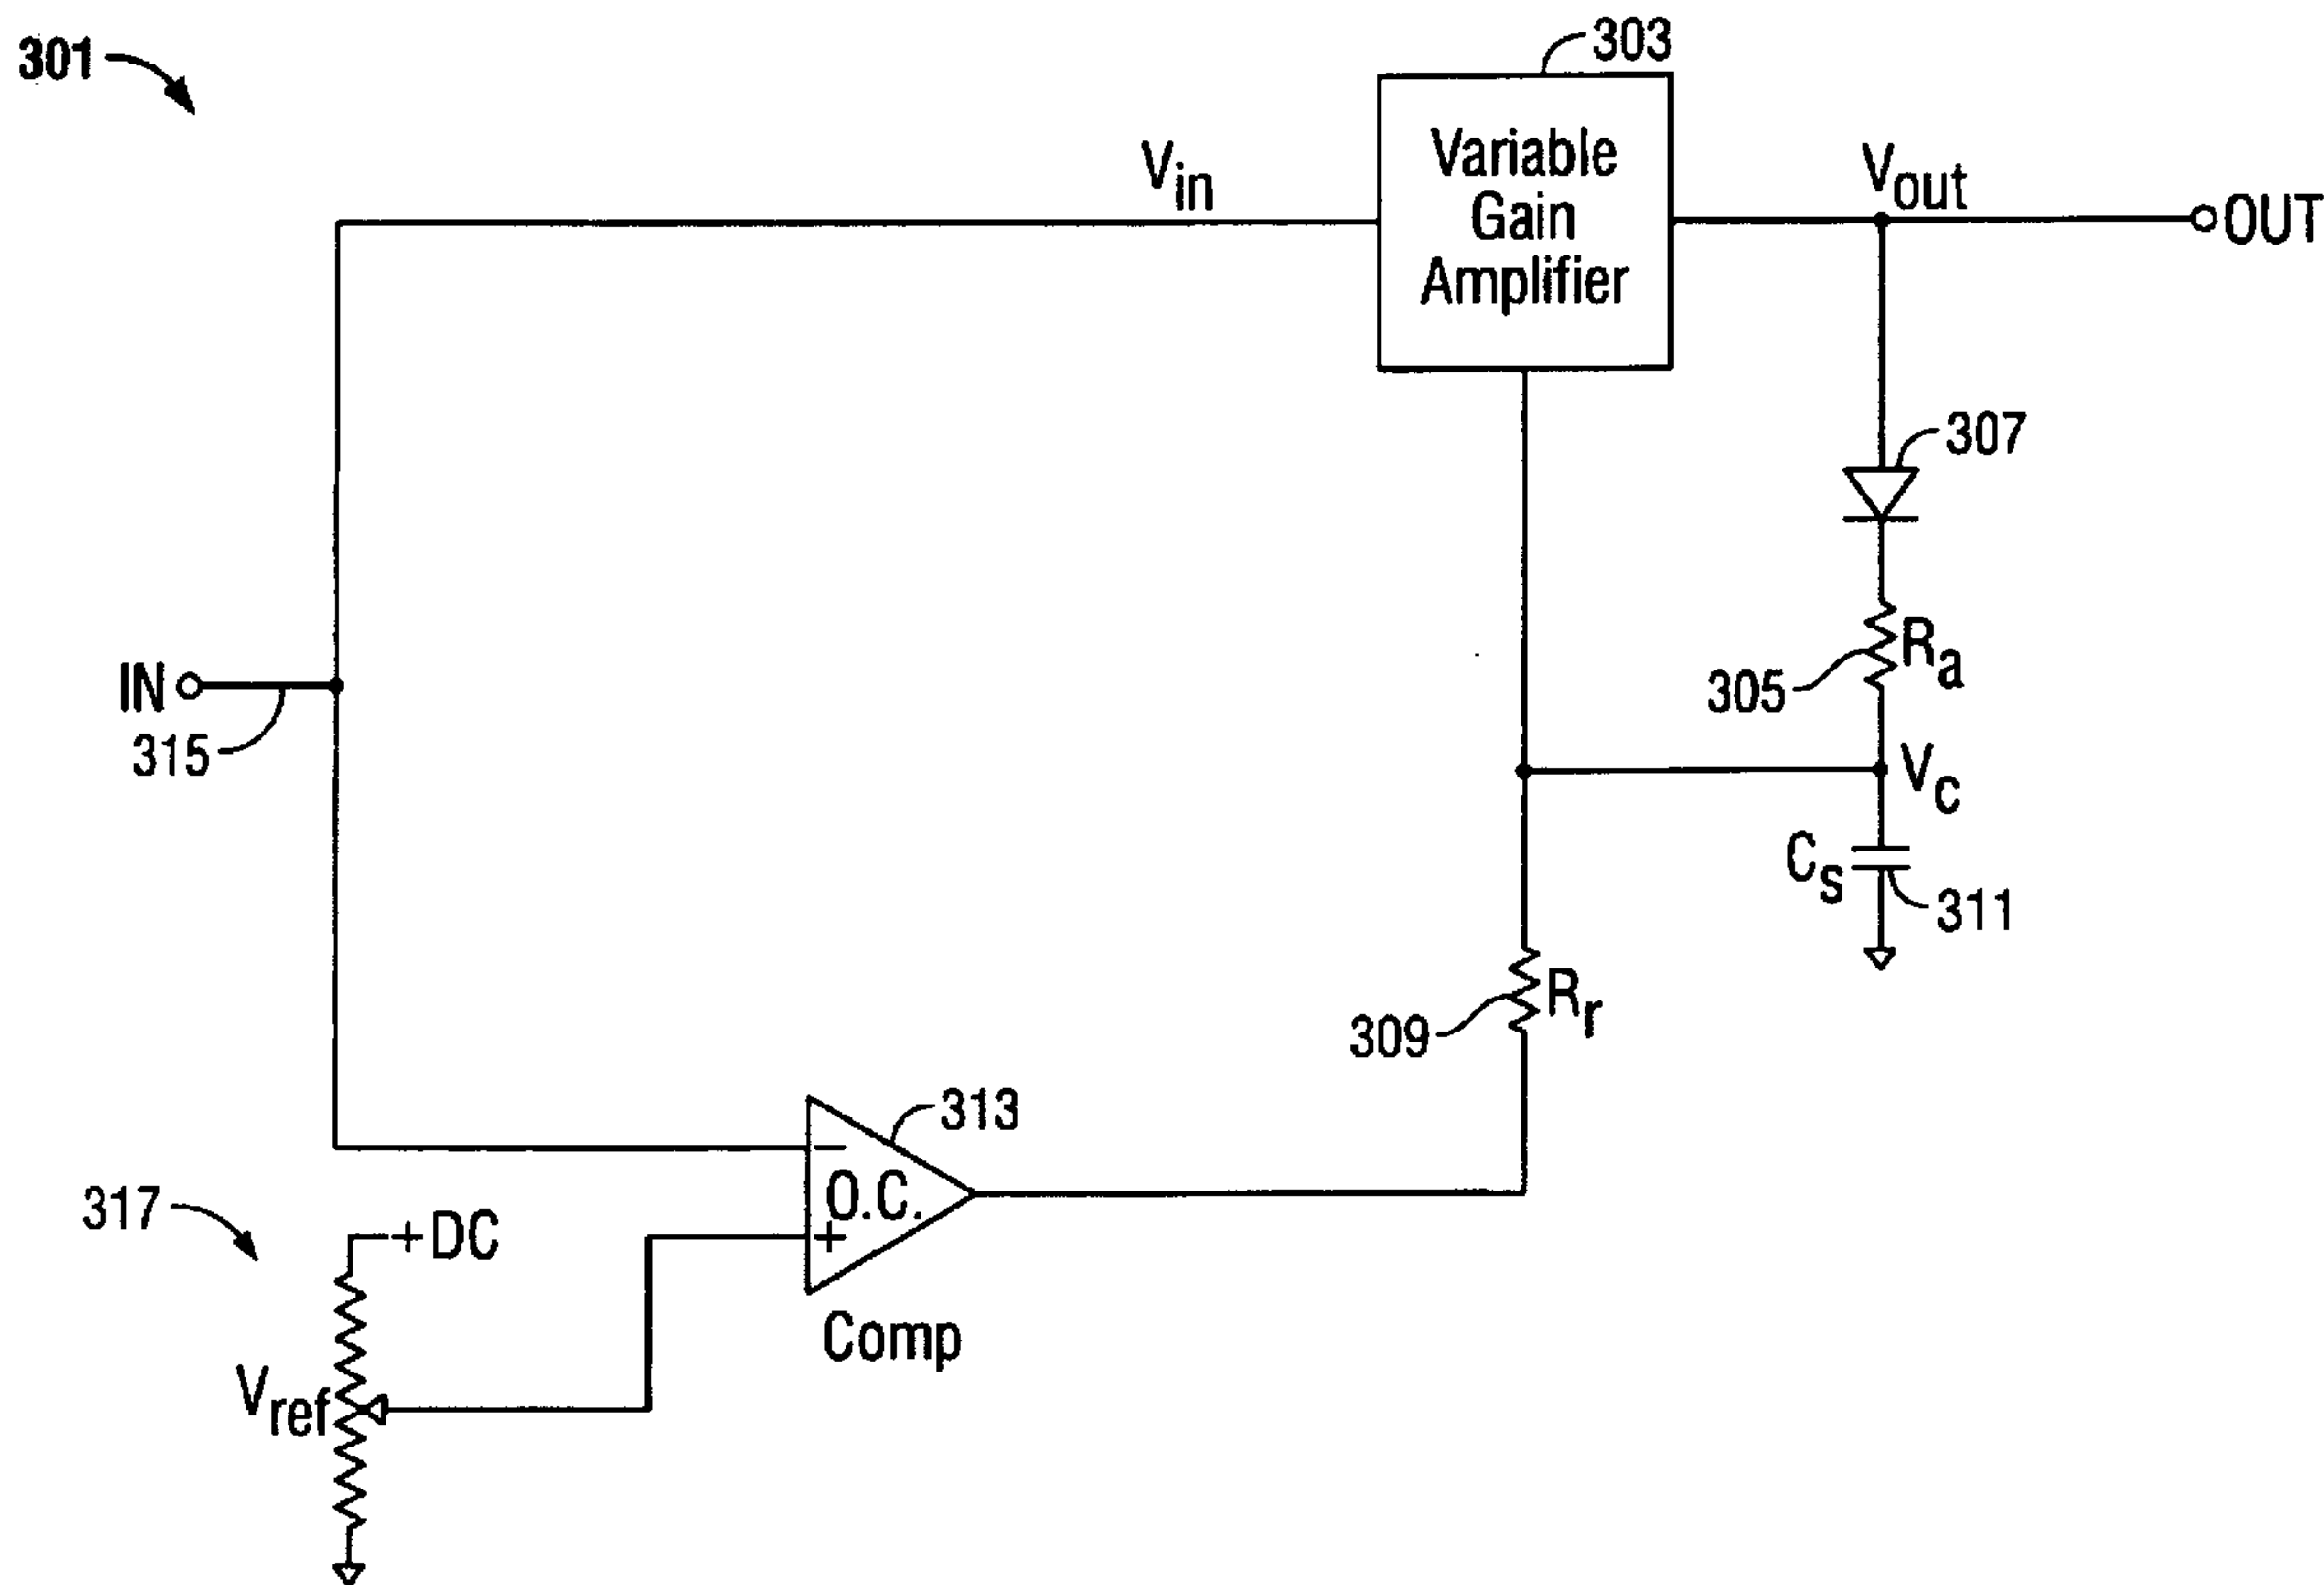 301
303
Variable
Gain
Amplifier
Vin
Vout
OUT
307
Ra
305
IN
315
Vc
Cs
311
Rr
309
313
−
O.C.
+
Comp
317
+DC
Vref